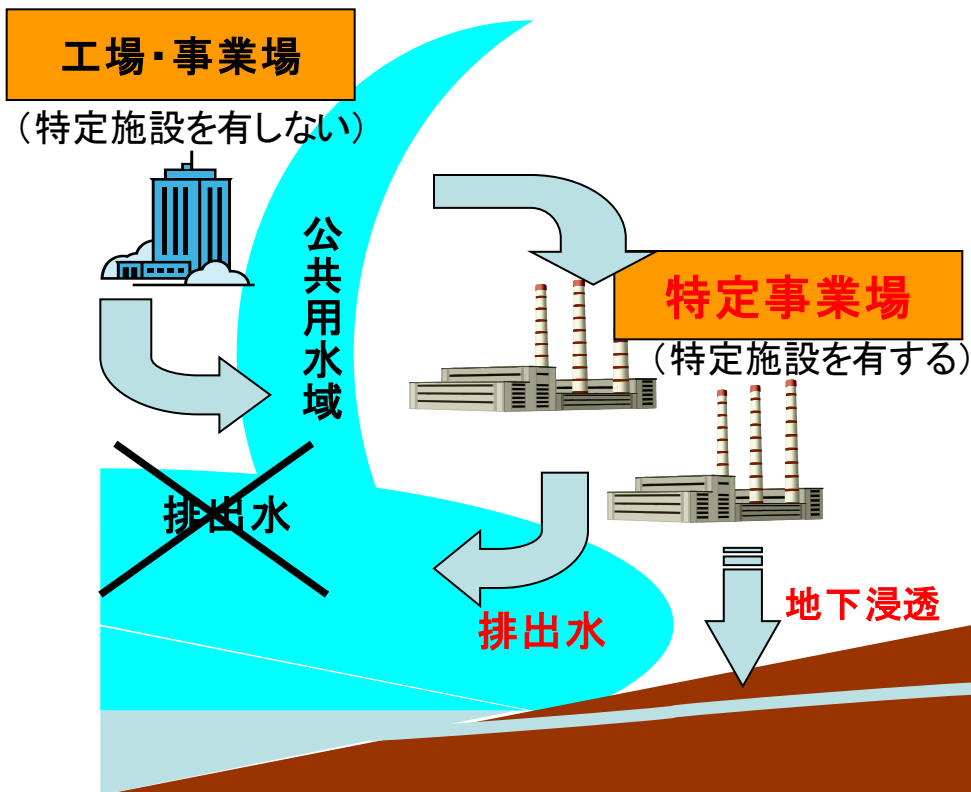 工場・事業場
（特定施設を有しない）
公共用水域
特定事業場
（特定施設を有する）
排出水
排出水
地下浸透